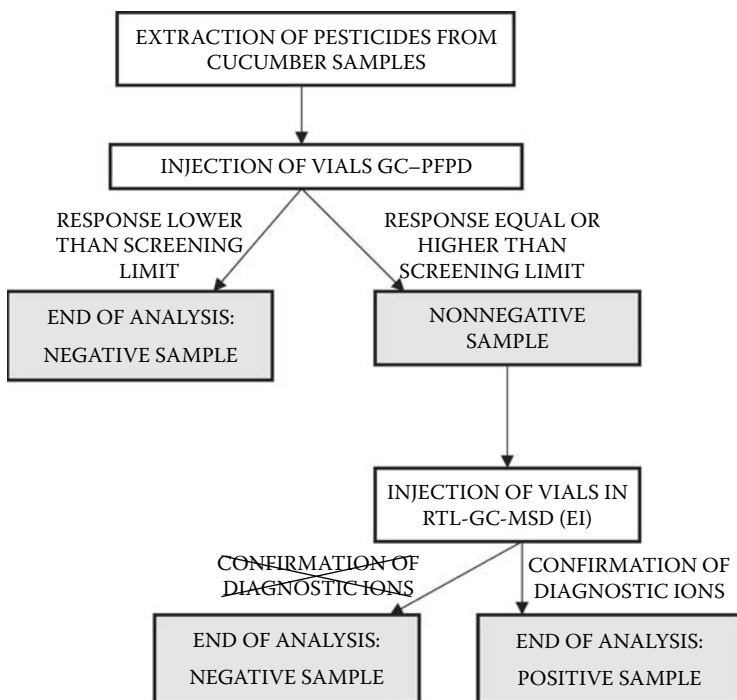 EXTRACTION OF PESTICIDES FROM
CUCUMBER SAMPLES
INJECTION OF VIALS GC–PFPD
RESPONSE LOWER
THAN SCREENING
LIMIT
RESPONSE EQUAL OR
HIGHER THAN
SCREENING LIMIT
END OF ANALYSIS:
NEGATIVE SAMPLE
NONNEGATIVE
SAMPLE
INJECTION OF VIALS IN
RTL-GC-MSD (EI)
CONFIRMATION OF
DIAGNOSTIC IONS
CONFIRMATION OF
DIAGNOSTIC IONS
END OF ANALYSIS:
NEGATIVE SAMPLE
END OF ANALYSIS:
POSITIVE SAMPLE